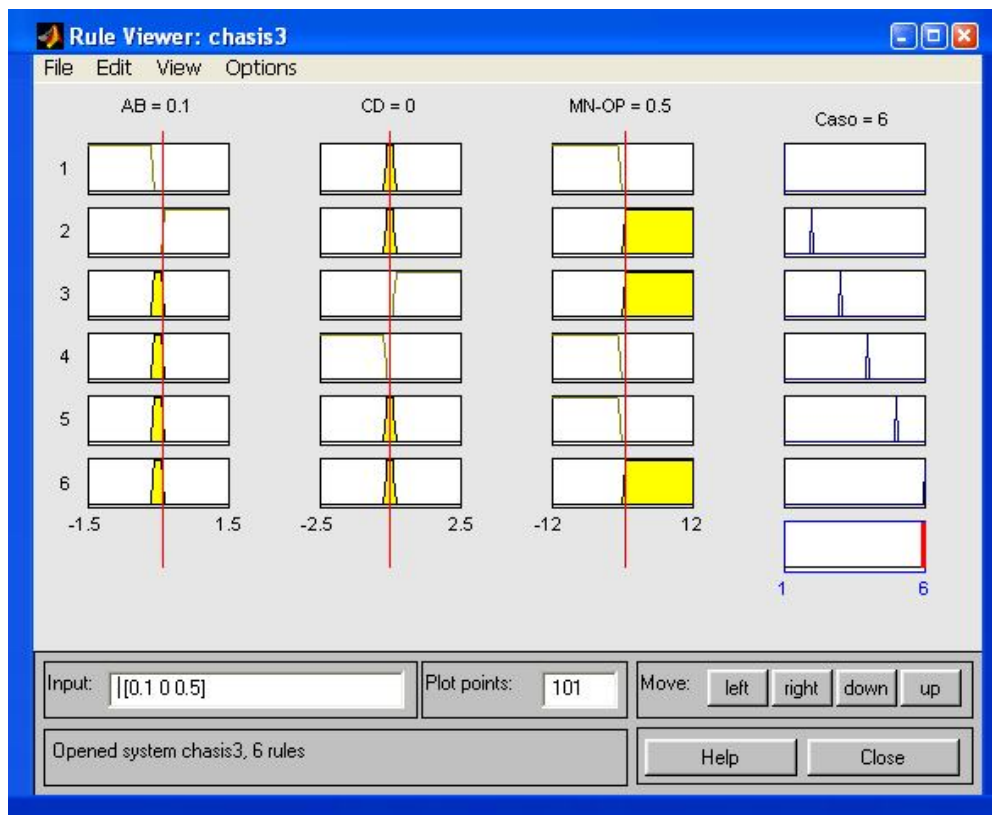 Rule Viewer: chasis3
File Edit View Options
AB = 0.1 CD = 0 MN-OP = 0.5 Caso = 6
1
2
3
4
5
6
-1.5 1.5 -2.5 2.5 -12 12
1 6
Input: [0.1 0 0.5] Plot points: 101 Move: left right down up
Opened system chasis3, 6 rules Help Close